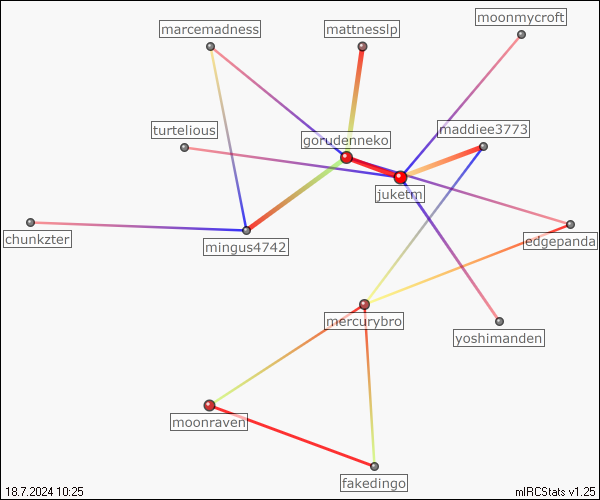 moonmycroft
marcemadness
mattnesslp
turtelious
maddiee3773
gorudenneko
juketm
chunkzter
mingus4742
edgepanda
mercurybro
yoshimanden
moonraven
fakedingo
18.7.2024 10:25
mIRCStats v1.25